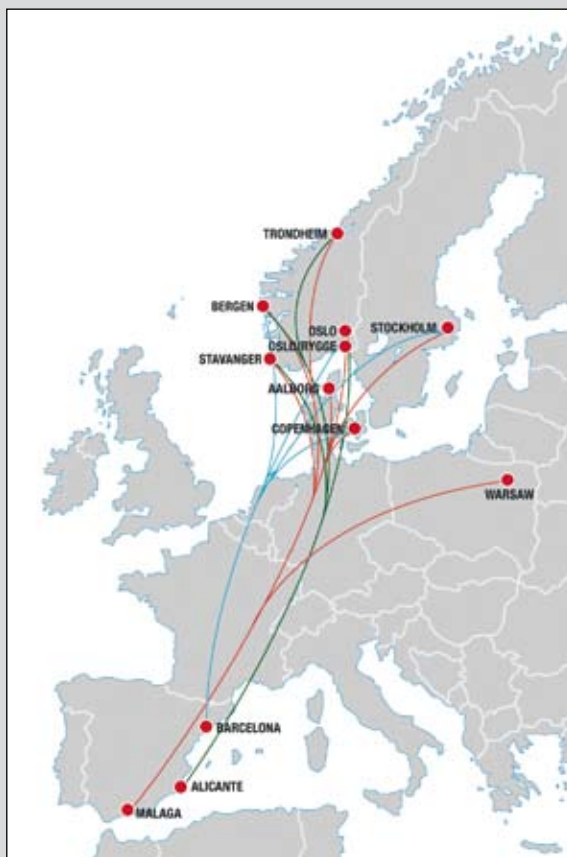 TRONDHEIM
BERGEN
OSLO
STOCKHOLM
OSLO/RYGGE
STAVANGER
AALBORG
COPENHAGEN
WARSAW
BARCELONA
ALICANTE
MALAGA